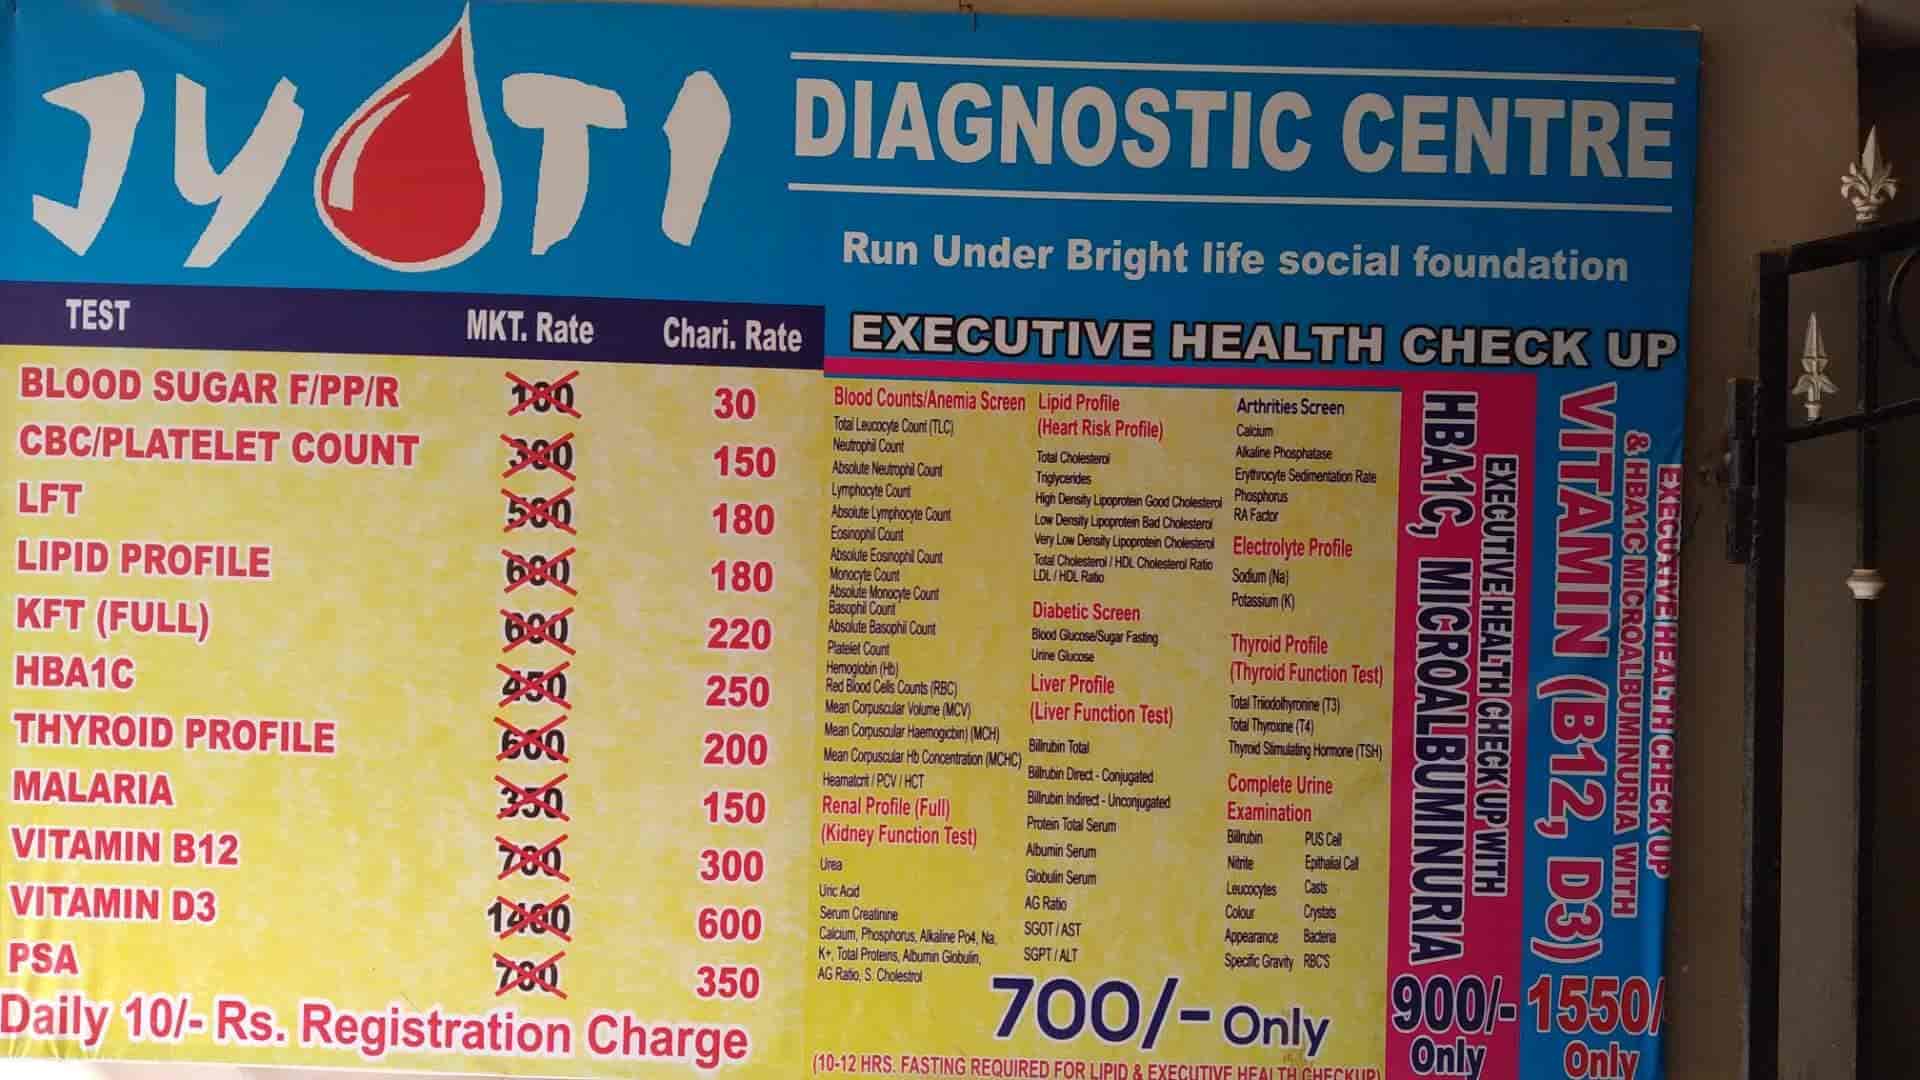 JYOTI
DIAGNOSTIC CENTRE
Run Under Bright life social foundation
TEST MKT. Rate Chari. Rate
BLOOD SUGAR F/PP/R 100 30
CBC/PLATELET COUNT 300 150
LFT 500 180
LIPID PROFILE 600 180
KFT (FULL) 600 220
HBA1C 450 250
THYROID PROFILE 600 200
MALARIA 350 150
VITAMIN B12 700 300
VITAMIN D3 1400 600
PSA 700 350
Daily 10/- Rs. Registration Charge
EXECUTIVE HEALTH CHECK UP
Blood Counts/Anemia Screen
Total Leucocyte Count (TLC)
Neutrophil Count
Absolute Neutrophil Count
Lymphocyte Count
Absolute Lymphocyte Count
Eosinophil Count
Absolute Eosinophil Count
Monocyte Count
Absolute Monocyte Count
Basophil Count
Absolute Basophil Count
Platelet Count
Hemoglobin (Hb)
Red Blood Cells Counts (RBC)
Mean Corpuscular Volume (MCV)
Mean Corpuscular Haemogicbin) (MCH)
Mean Corpuscular Hb Concentration (MCHC)
Heamatcrit / PCV / HCT
Renal Profile (Full)
(Kidney Function Test)
Urea
Uric Acid
Serum Creatinine
Calcium, Phosphorus, Alkaline Po4, Na,
K+, Total Proteins, Albumin Globulin,
AG Ratio, S. Cholestrol
Lipid Profile
(Heart Risk Profile)
Total Cholesterol
Triglycerides
High Density Lipoprotein Good Cholesterol
Low Density Lipoprotein Bad Cholesterol
Very Low Density Lipoprotein Cholesterol
Total Cholesterol / HDL Cholesterol Ratio
LDL / HDL Ratio
Diabetic Screen
Blood Glucose/Sugar Fasting
Urine Glucose
Liver Profile
(Liver Function Test)
Billrubin Total
Billrubin Direct - Conjugated
Billrubin Indirect - Unconjugated
Protein Total Serum
Albumin Serum
Globulin Serum
AG Ratio
SGOT / AST
SGPT / ALT
Arthrities Screen
Calcium
Alkaline Phosphatase
Erythrocyte Sedimentation Rate
Phosphorus
RA Factor
Electrolyte Profile
Sodium (Na)
Potassium (K)
Thyroid Profile
(Thyroid Function Test)
Total Triiodolhyronine (T3)
Total Thyroxine (T4)
Thyroid Stimulating Hormone (TSH)
Complete Urine
Examination
Billrubin PUS Cell
Nitrite Epithalial Call
Leucocytes Casts
Colour Crystats
Appearance Bacteria
Specific Gravity RBC'S
700/- Only
(10-12 HRS. FASTING REQUIRED FOR LIPID & EXECUTIVE HEALTH CHECKUP)
EXECUTIVE HEALTH CHECK UP WITH
HBA1C, MICROALBUMINURIA
900/-
Only
EXECUTIVE HEALTH CHECK UP
& HBA1C MICROALBUMINURIA WITH
VITAMIN (B12, D3)
1550/
Only